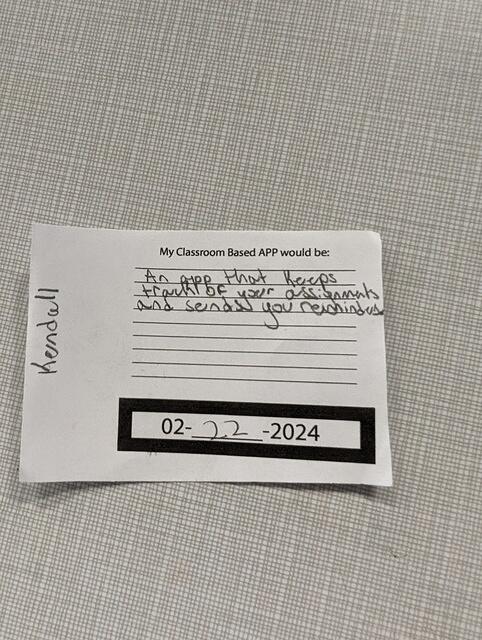 My Classroom Based APP would be:
An app that keeps
track of your assignments
and sends you reminders
Kendall
02-22-2024